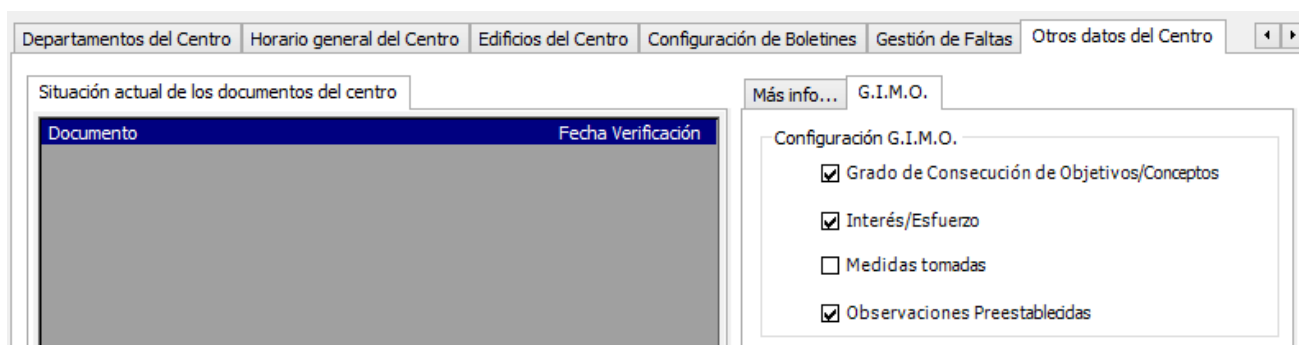 Departamentos del Centro Horario general del Centro Edificios del Centro Configuración de Boletines Gestión de Faltas Otros datos del Centro
Situación actual de los documentos del centro
Documento Fecha Verificación
Más info... G.I.M.O.
Configuración G.I.M.O.
Grado de Consecución de Objetivos/Conceptos
Interés/Esfuerzo
Medidas tomadas
Observaciones Preestablecidas